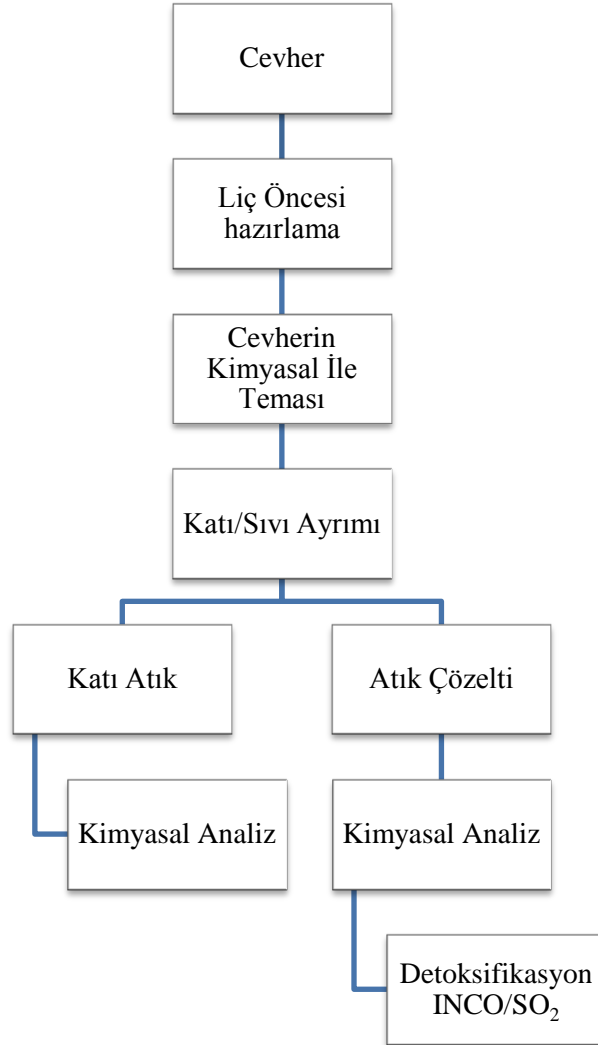 Cevher
Liç Öncesi
hazırlama
Cevherin
Kimyasal İle
Teması
Katı/Sıvı Ayrımı
Katı Atık
Atık Çözelti
Kimyasal Analiz
Kimyasal Analiz
Detoksifikasyon
INCO/SO₂